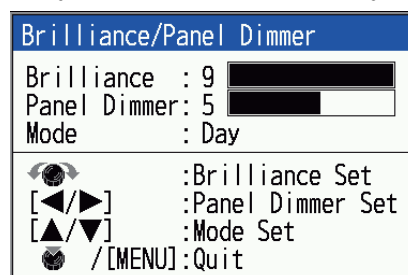 Brilliance/Panel Dimmer
Brilliance : 9
Panel Dimmer: 5
Mode : Day
:Brilliance Set
[◀/▶] :Panel Dimmer Set
[▲/▼] :Mode Set
/[MENU]:Quit